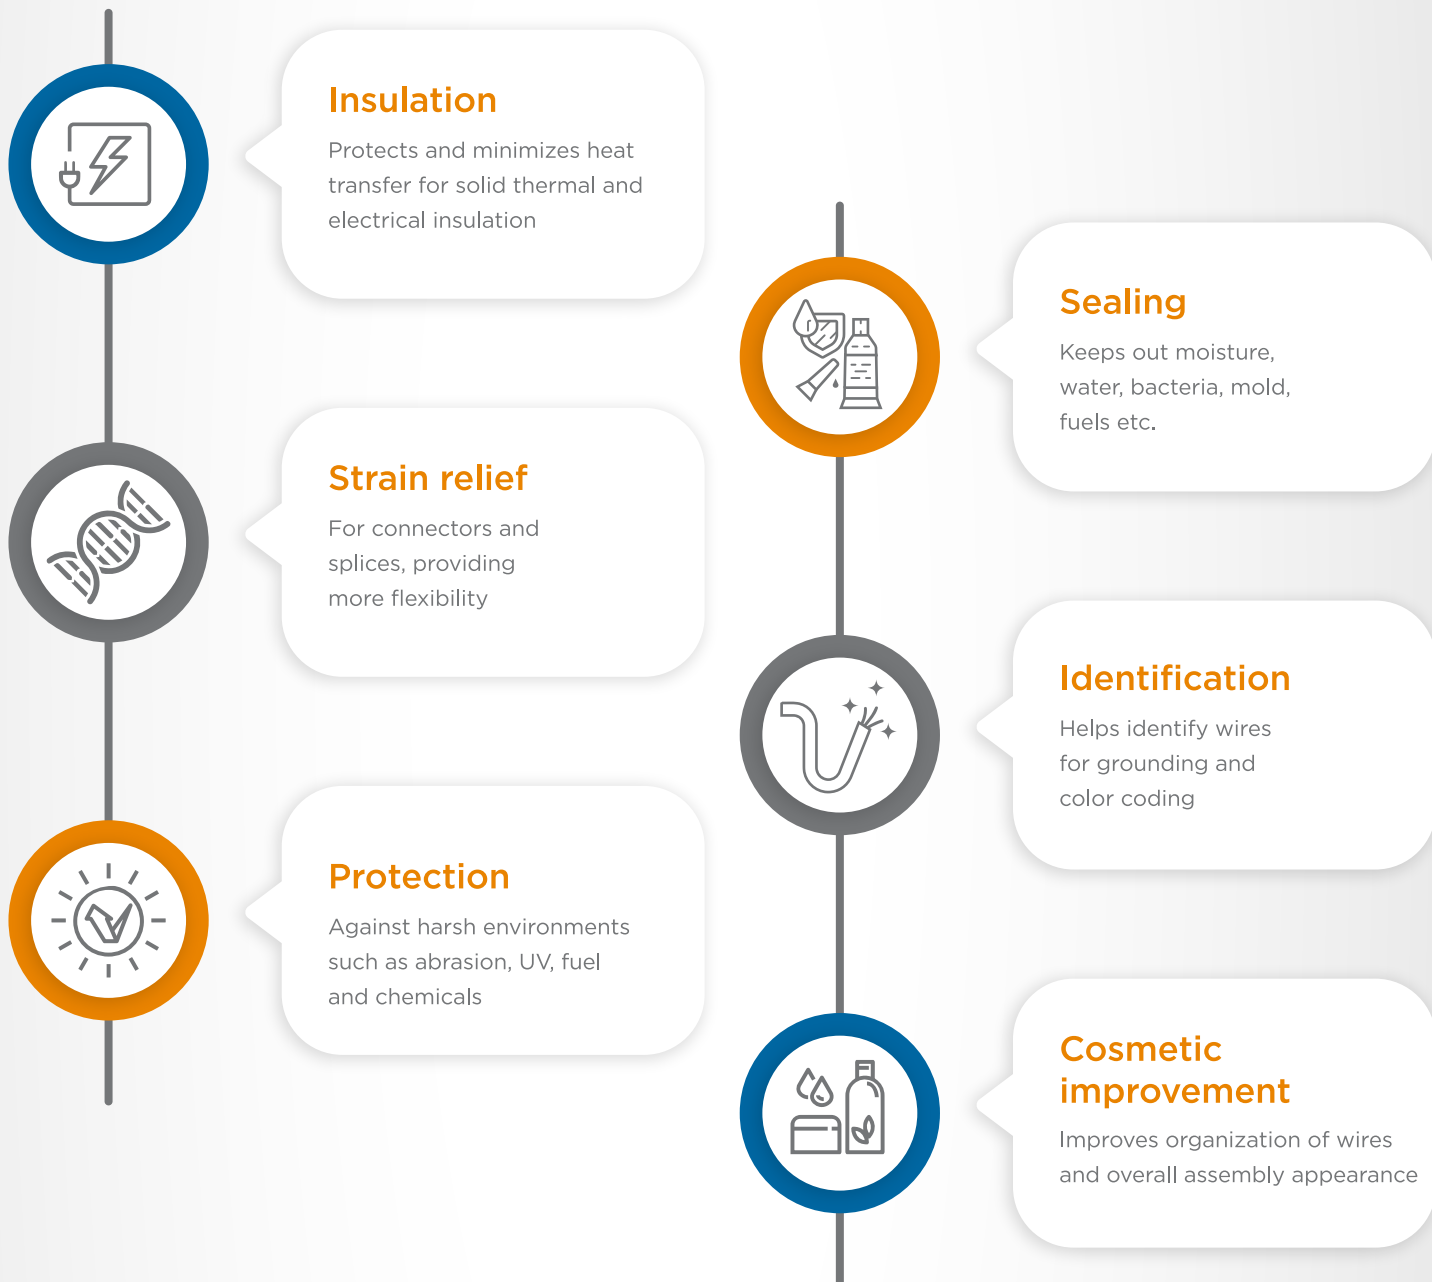 Insulation
Protects and minimizes heat
transfer for solid thermal and
electrical insulation
Strain relief
For connectors and
splices, providing
more flexibility
Protection
Against harsh environments
such as abrasion, UV, fuel
and chemicals
Sealing
Keeps out moisture,
water, bacteria, mold,
fuels etc.
Identification
Helps identify wires
for grounding and
color coding
Cosmetic
improvement
Improves organization of wires
and overall assembly appearance